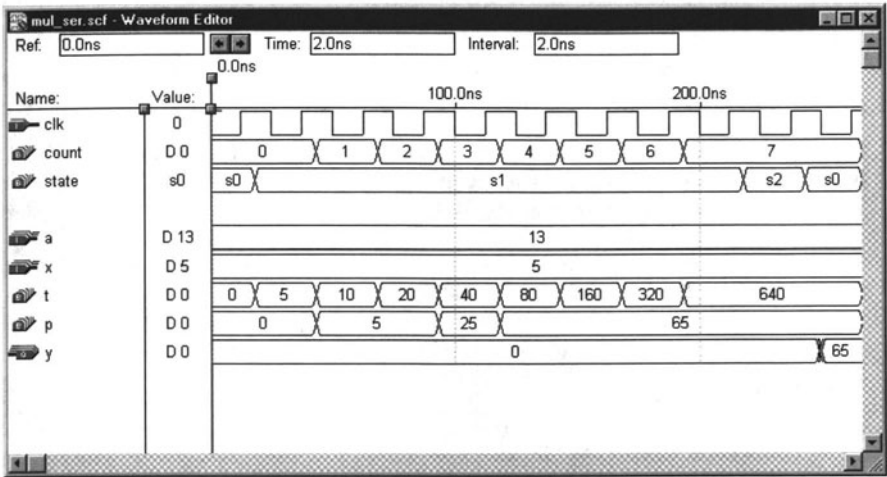 mul_ser.scf - Waveform Editor
Ref: 0.0ns Time: 2.0ns Interval: 2.0ns
0.0ns
Name: Value: 100.0ns 200.0ns
clk 0
count D 0 0 1 2 3 4 5 6 7
state s0 s0 s1 s2 s0
a D 13 13
x D 5 5
t D 0 0 5 10 20 40 80 160 320 640
p D 0 0 5 25 65
y D 0 0 65